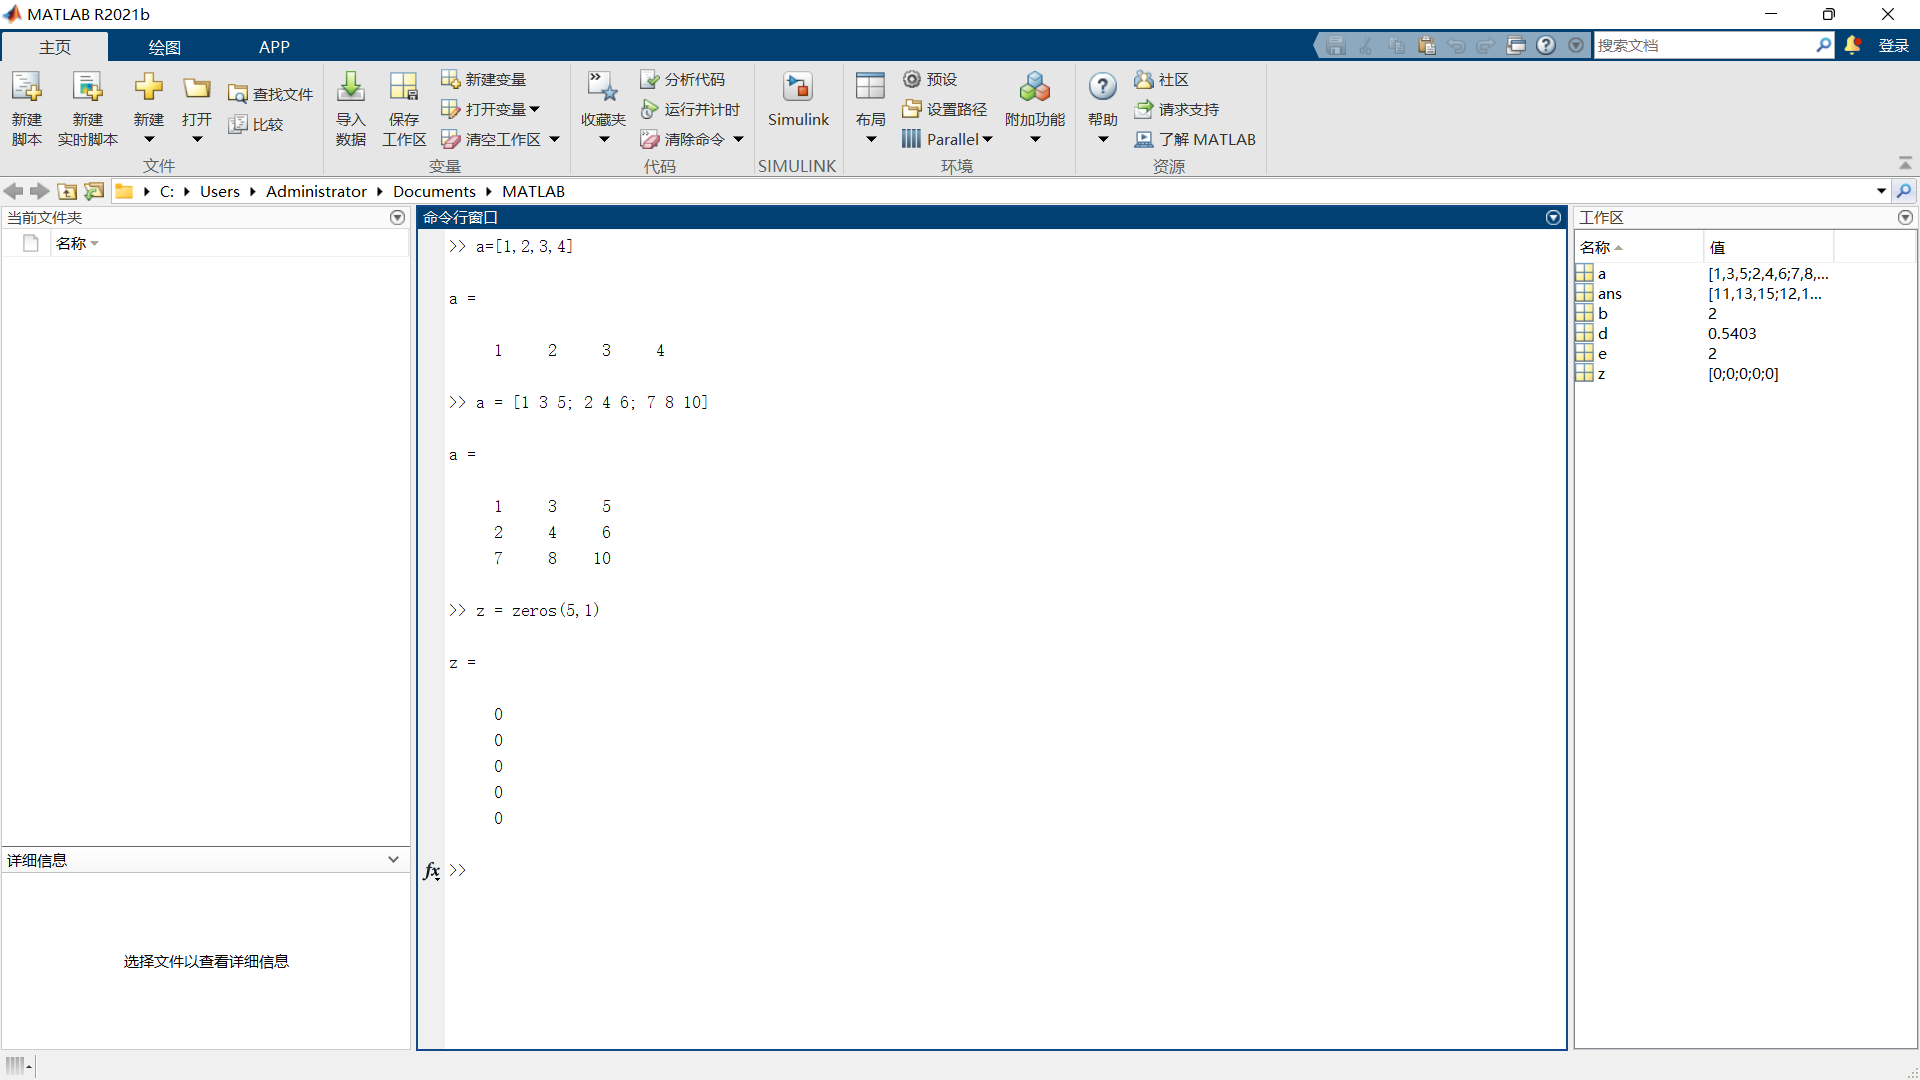 MATLAB R2021b
主页 绘图 APP 搜索文档 登录
新建
脚本
新建
实时脚本
新建
打开
查找文件
比较
文件
导入
数据
保存
工作区
新建变量
打开变量
清空工作区
变量
收藏夹
分析代码
运行并计时
清除命令
代码
Simulink
SIMULINK
布局
预设
设置路径
Parallel
附加功能
环境
帮助
社区
请求支持
了解 MATLAB
资源
C: Users Administrator Documents MATLAB
当前文件夹
名称
详细信息
选择文件以查看详细信息
命令行窗口
>> a=[1,2,3,4]
a =
1 2 3 4
>> a = [1 3 5; 2 4 6; 7 8 10]
a =
1 3 5
2 4 6
7 8 10
>> z = zeros(5,1)
z =
0
0
0
0
0
fx >>
工作区
名称 值
a [1,3,5;2,4,6;7,8,...
ans [11,13,15;12,1...
b 2
d 0.5403
e 2
z [0;0;0;0;0]